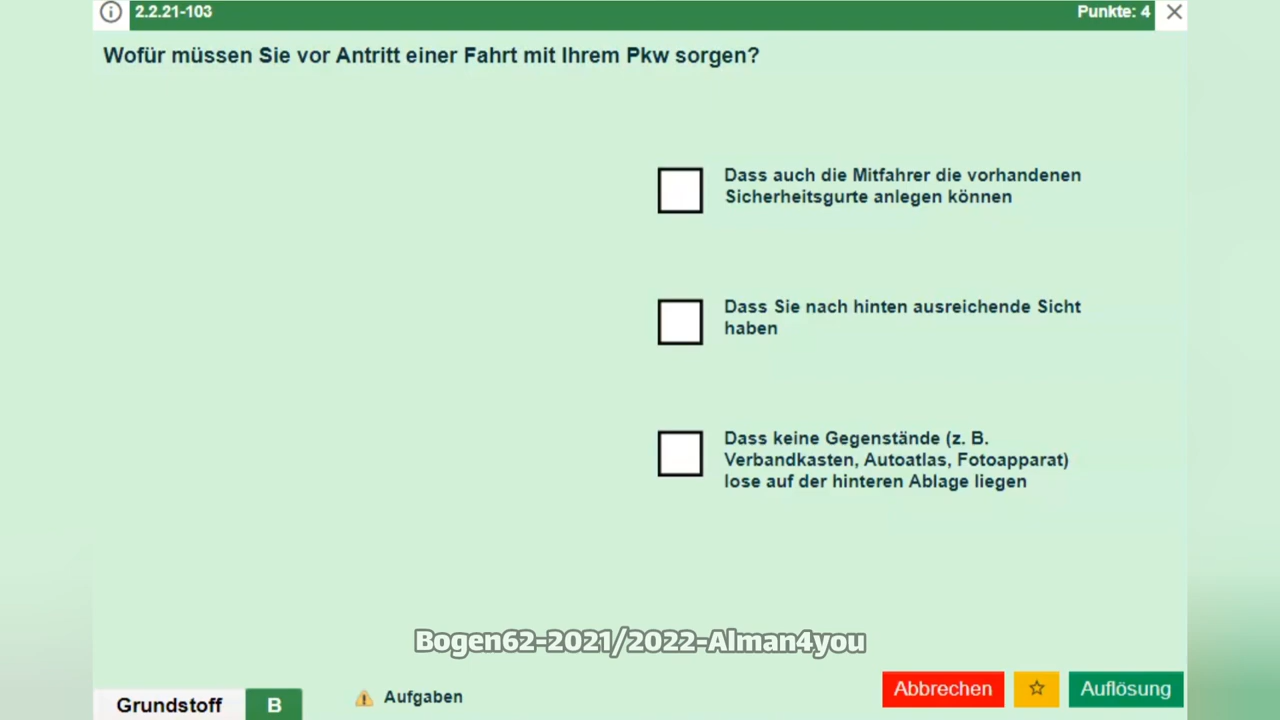 2.2.21-103
Punkte: 4
Wofür müssen Sie vor Antritt einer Fahrt mit Ihrem Pkw sorgen?
Dass auch die Mitfahrer die vorhandenen
Sicherheitsgurte anlegen können
Dass Sie nach hinten ausreichende Sicht
haben
Dass keine Gegenstände (z. B.
Verbandkasten, Autoatlas, Fotoapparat)
lose auf der hinteren Ablage liegen
Bogen62-2021/2022-Alman4you
Grundstoff
B
Aufgaben
Abbrechen
Auflösung